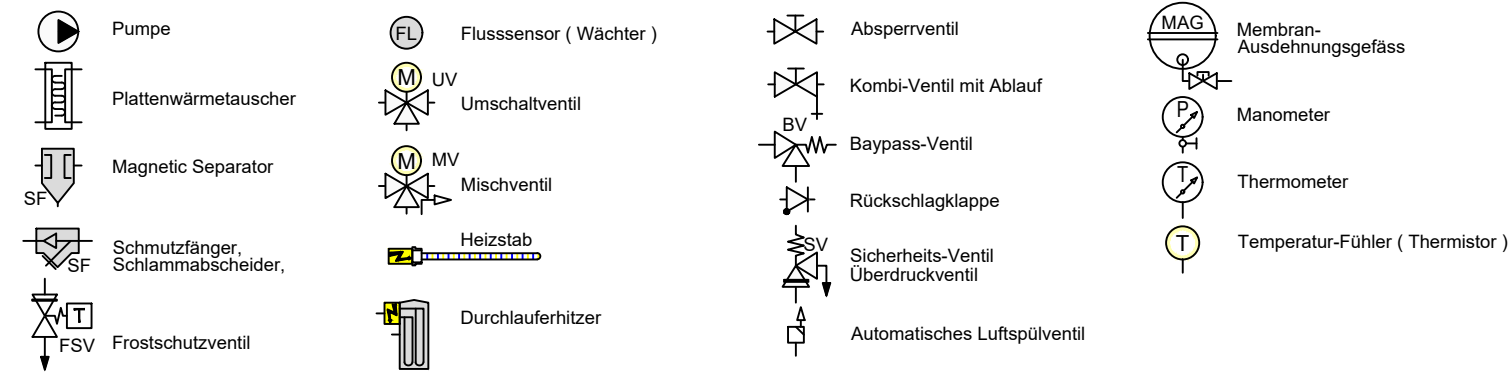 Pumpe
Plattenwärmetauscher
Magnetic Separator
SF
Schmutzfänger,
Schlammabscheider,
SF
T
FSV
Frostschutzventil
FL
Flusssensor ( Wächter )
M
UV
Umschaltventil
M
MV
Mischventil
Heizstab
Durchlauferhitzer
Absperrventil
Kombi-Ventil mit Ablauf
BV
Baypass-Ventil
Rückschlagklappe
SV
Sicherheits-Ventil
Überdruckventil
Automatisches Luftspülventil
MAG
Membran-
Ausdehnungsgefäss
P
Manometer
T
Thermometer
T
Temperatur-Fühler ( Thermistor )